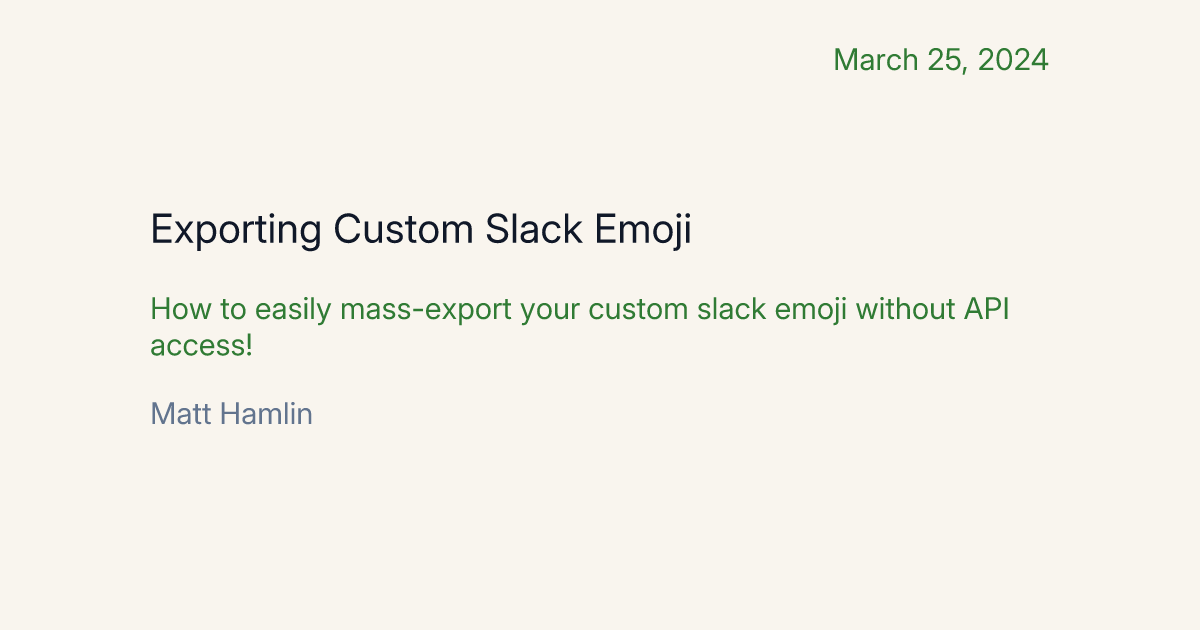 March 25, 2024
Exporting Custom Slack Emoji
How to easily mass-export your custom slack emoji without API
access!
Matt Hamlin